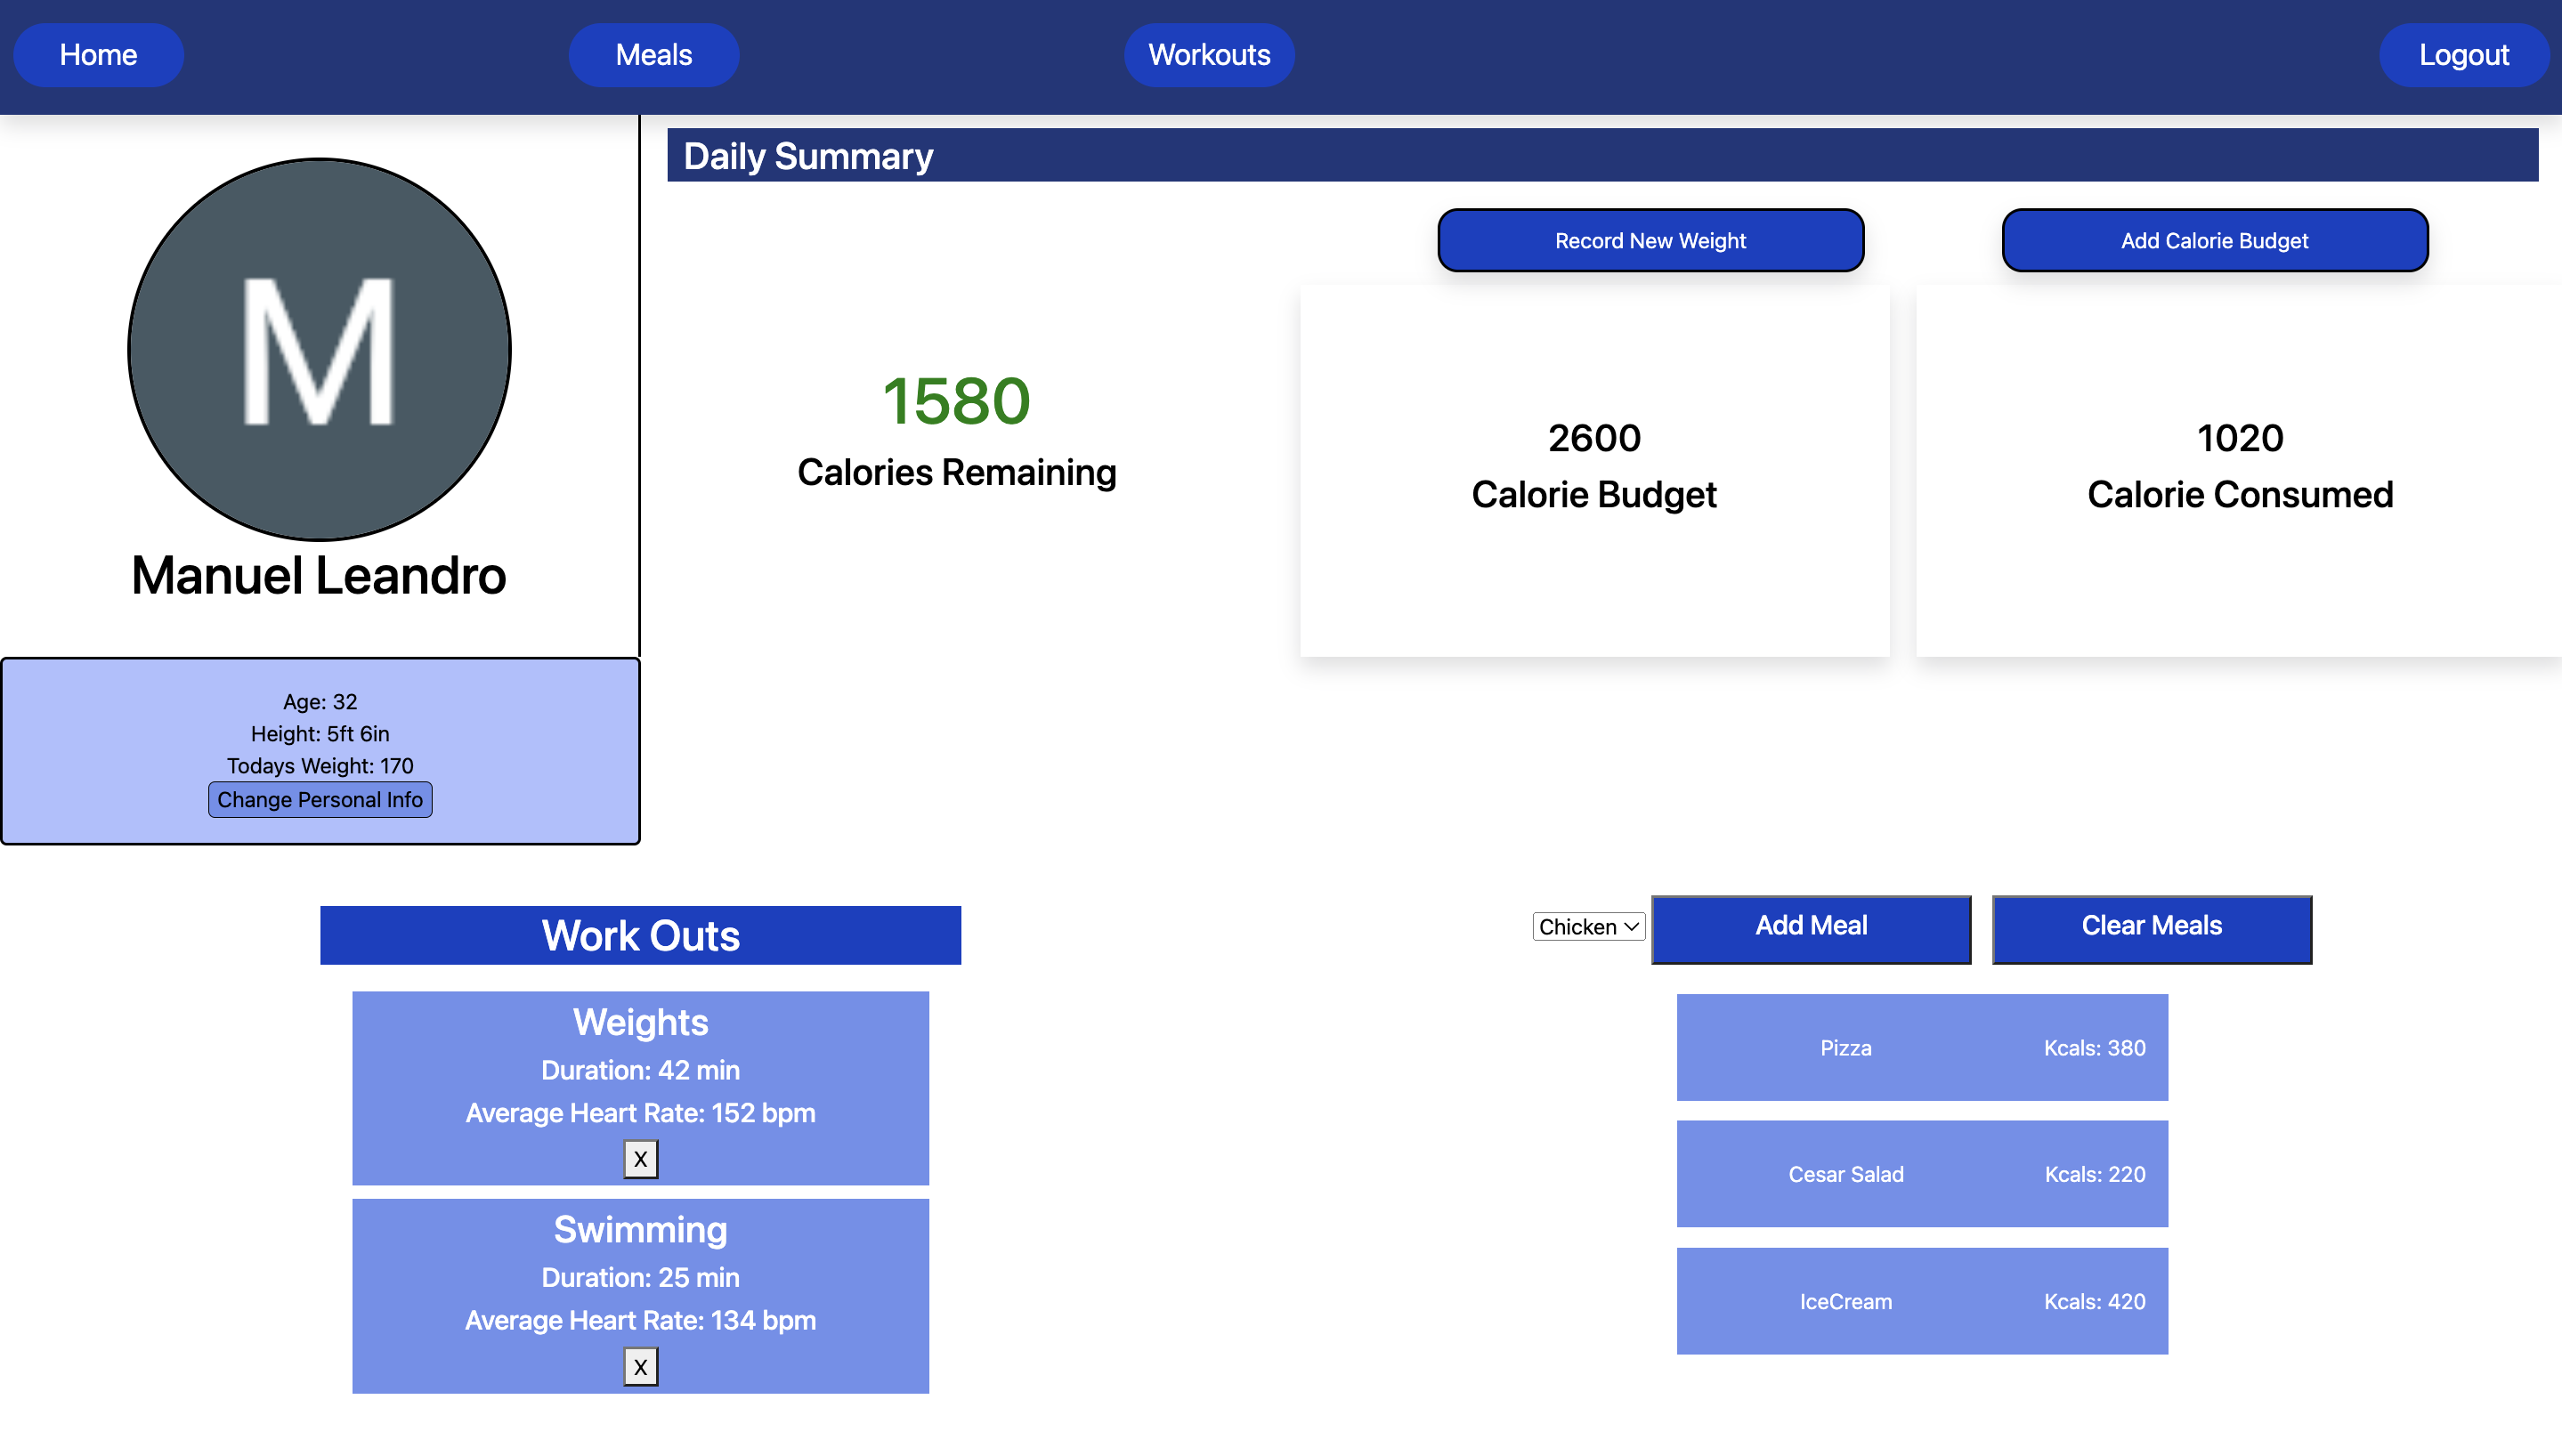 Home
Meals
Workouts
Logout
M
Manuel Leandro
Age: 32
Height: 5ft 6in
Todays Weight: 170
Change Personal Info
Daily Summary
Record New Weight
Add Calorie Budget
1580
Calories Remaining
2600
Calorie Budget
1020
Calorie Consumed
Work Outs
Weights
Duration: 42 min
Average Heart Rate: 152 bpm
X
Swimming
Duration: 25 min
Average Heart Rate: 134 bpm
X
Chicken
Add Meal
Clear Meals
Pizza Kcals: 380
Cesar Salad Kcals: 220
IceCream Kcals: 420